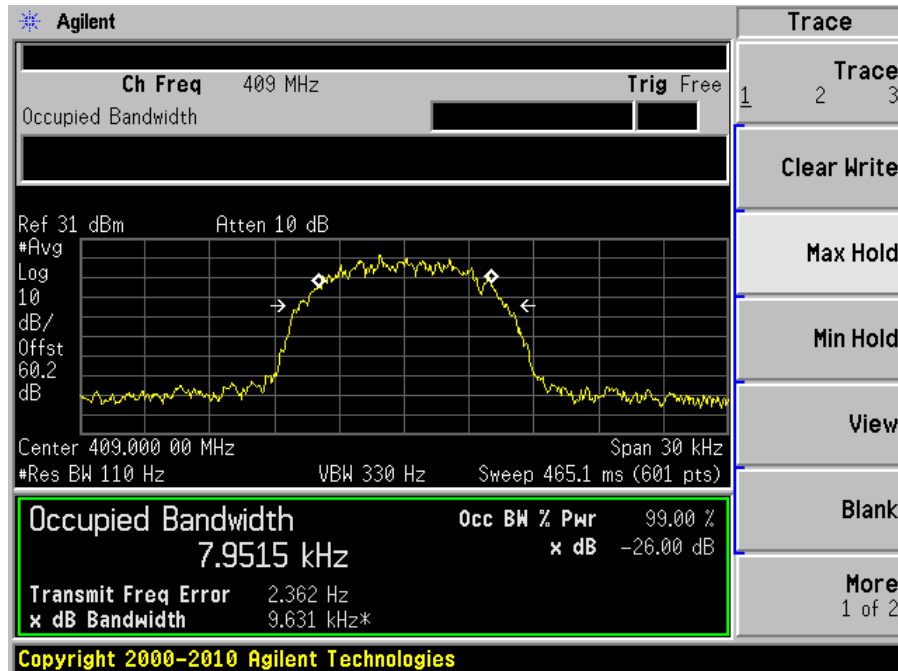 Agilent
Trace
Ch Freq 409 MHz Trig Free
Occupied Bandwidth
Trace
1 2 3
Clear Write
Max Hold
Min Hold
View
Blank
More
1 of 2
Ref 31 dBm Atten 10 dB
#Avg
Log
10
dB/
Offst
60.2
dB
Center 409.000 00 MHz Span 30 kHz
#Res BW 110 Hz VBW 330 Hz Sweep 465.1 ms (601 pts)
Occupied Bandwidth
7.9515 kHz
Occ BW % Pwr 99.00 %
x dB -26.00 dB
Transmit Freq Error 2.362 Hz
x dB Bandwidth 9.631 kHz*
Copyright 2000-2010 Agilent Technologies